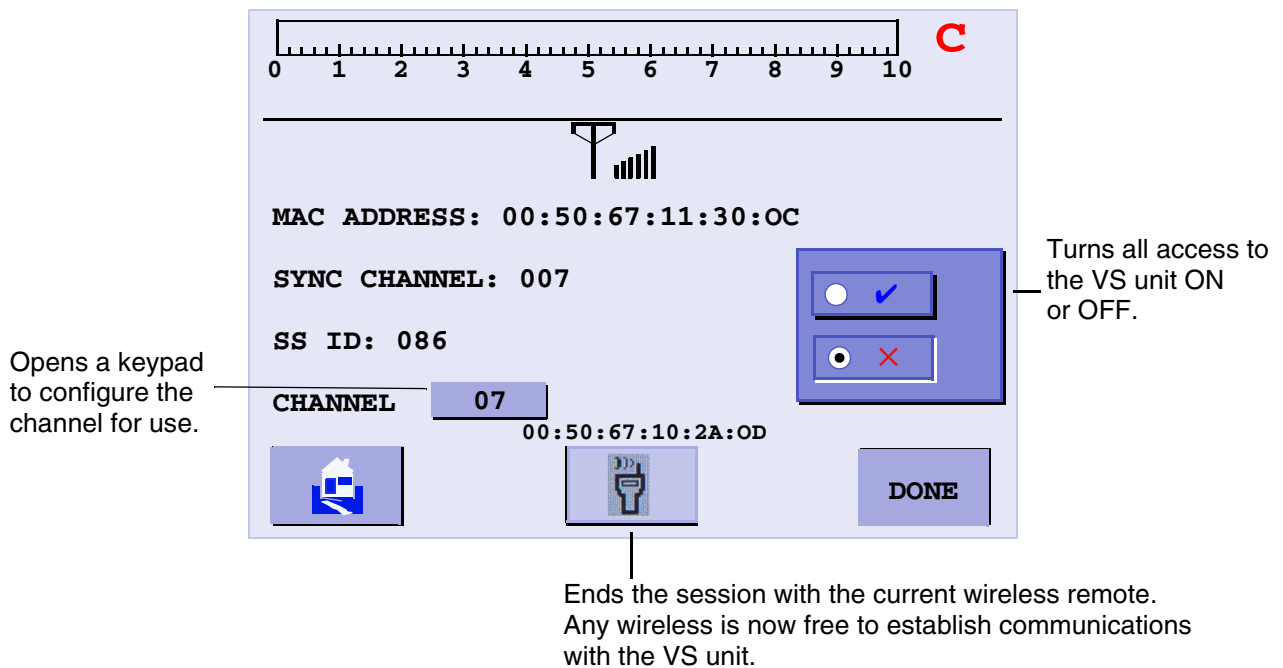 C
0 1 2 3 4 5 6 7 8 9 10
MAC ADDRESS: 00:50:67:11:30:OC
SYNC CHANNEL: 007
SS ID: 086
CHANNEL 07
00:50:67:10:2A:OD
DONE
Turns all access to
the VS unit ON
or OFF.
Opens a keypad
to configure the
channel for use.
Ends the session with the current wireless remote.
Any wireless is now free to establish communications
with the VS unit.